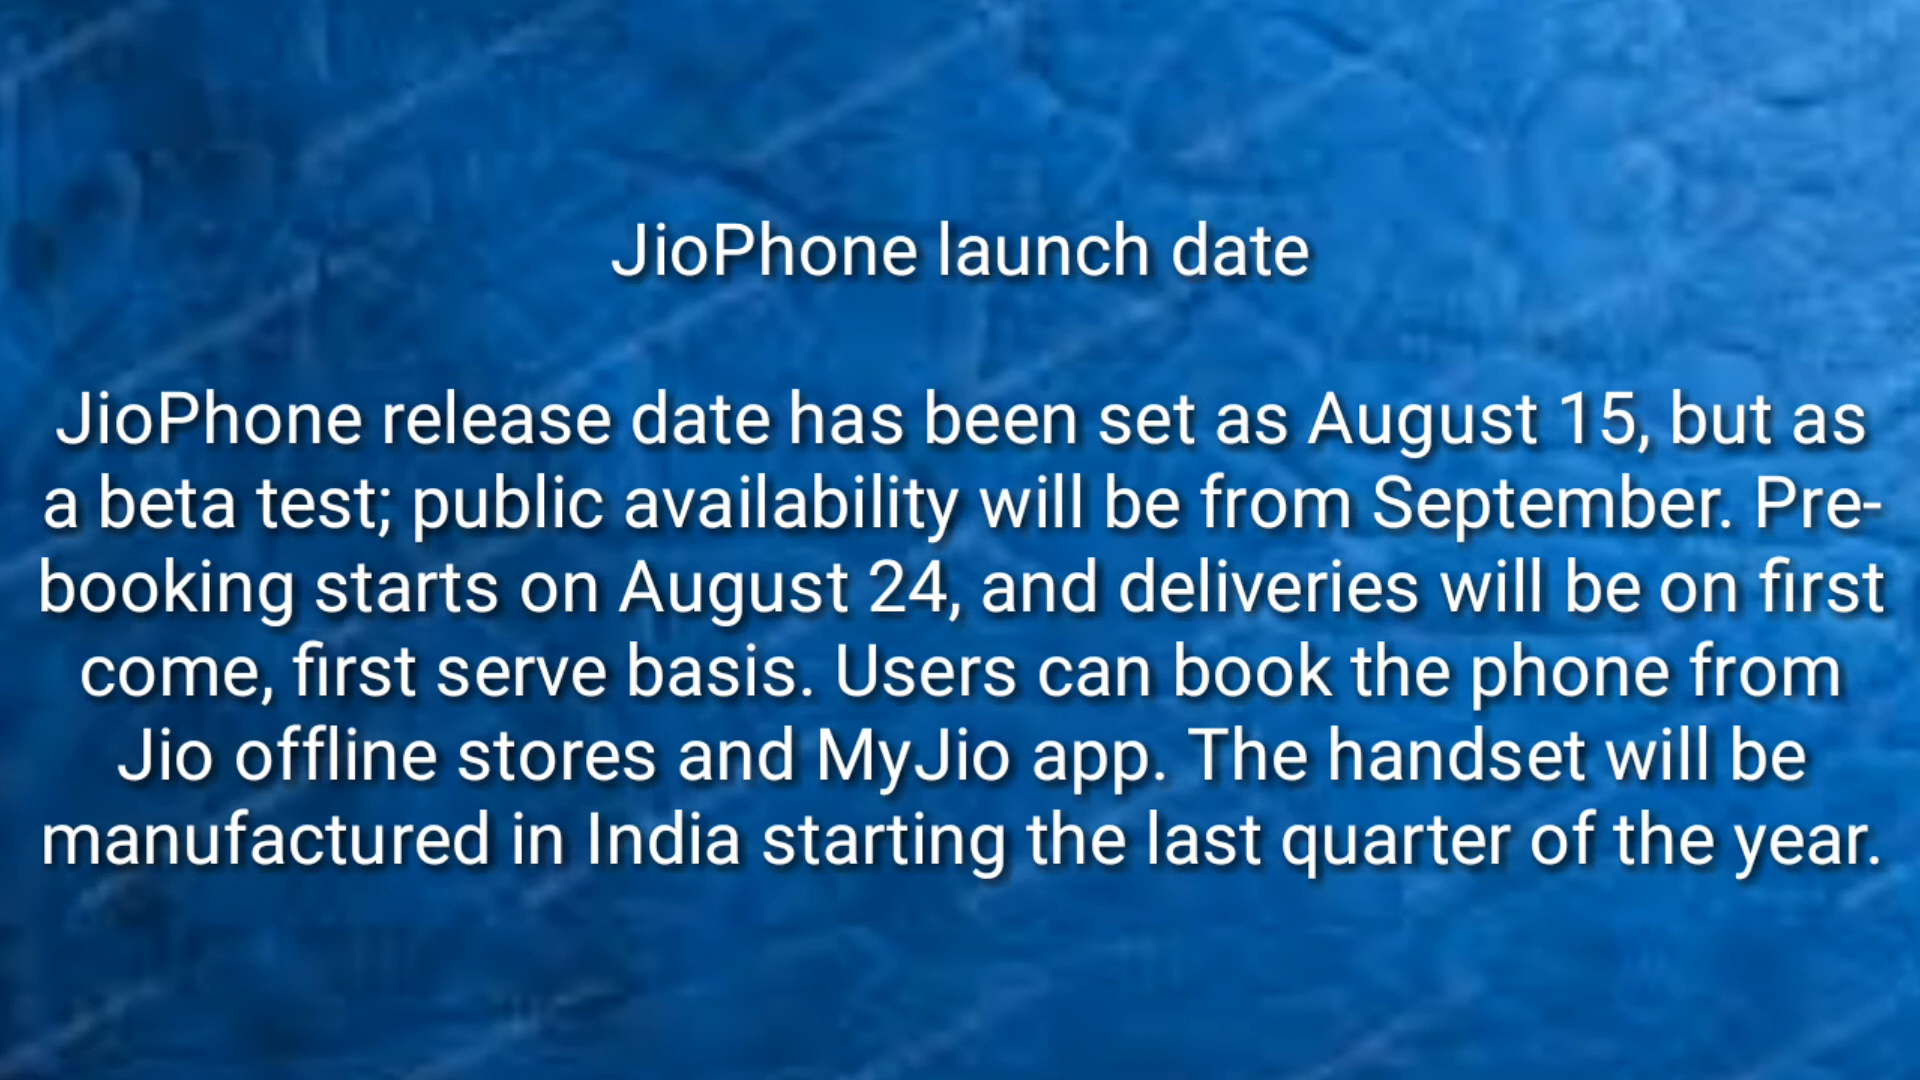 JioPhone launch date
JioPhone release date has been set as August 15, but as
a beta test; public availability will be from September. Pre-
booking starts on August 24, and deliveries will be on first
come, first serve basis. Users can book the phone from
Jio offline stores and MyJio app. The handset will be
manufactured in India starting the last quarter of the year.